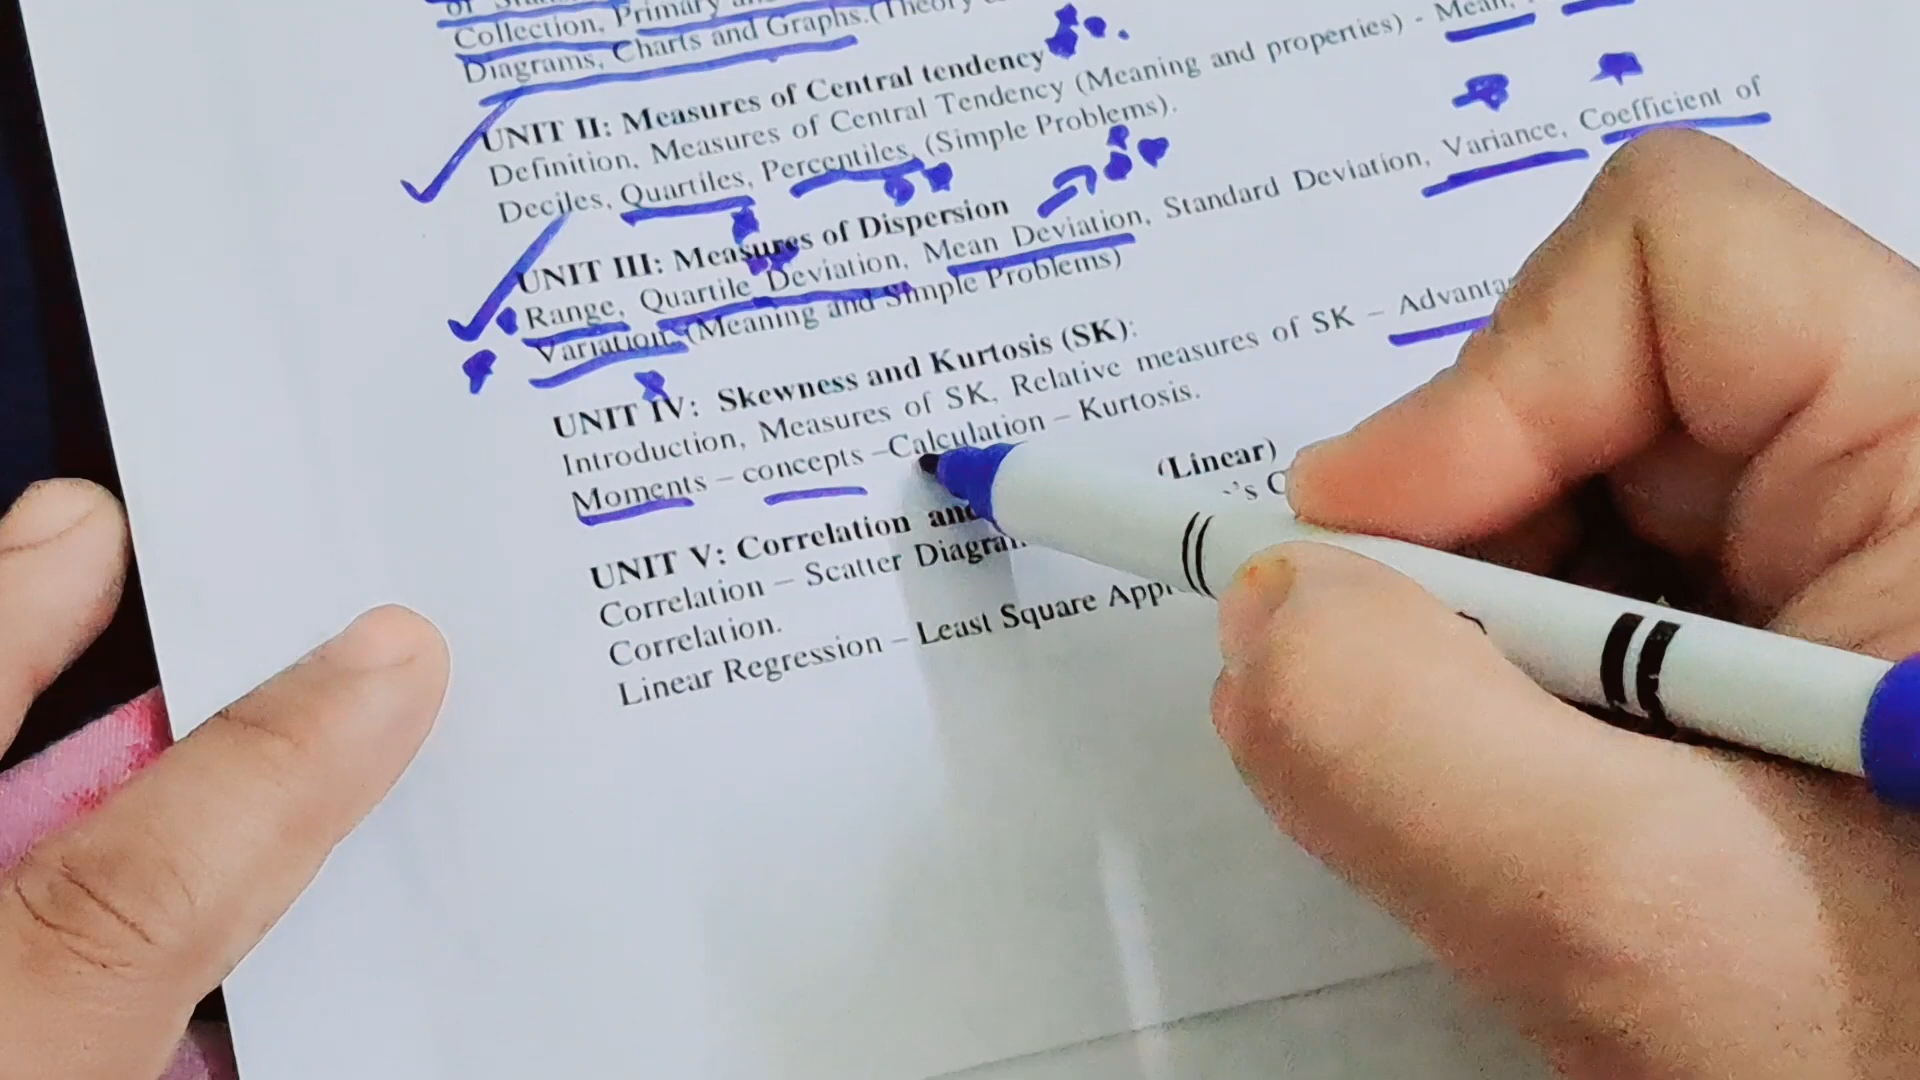 Collection, Primary
Diagrams, Charts and Graphs.(Theory
UNIT II: Measures of Central tendency
Definition, Measures of Central Tendency (Meaning and properties) - Mean,
Deciles, Quartiles, Percentiles, (Simple Problems).
UNIT III: Measures of Dispersion
Range, Quartile Deviation, Mean Deviation, Standard Deviation, Variance, Coefficient of
Variation. (Meaning and Simple Problems)
UNIT IV: Skewness and Kurtosis (SK):
Introduction, Measures of SK, Relative measures of SK –
Moments – concepts –Calculation – Kurtosis.
UNIT V: Correlation and (Linear)
Correlation – Scatter
Correlation.
Linear Regression – Least Square